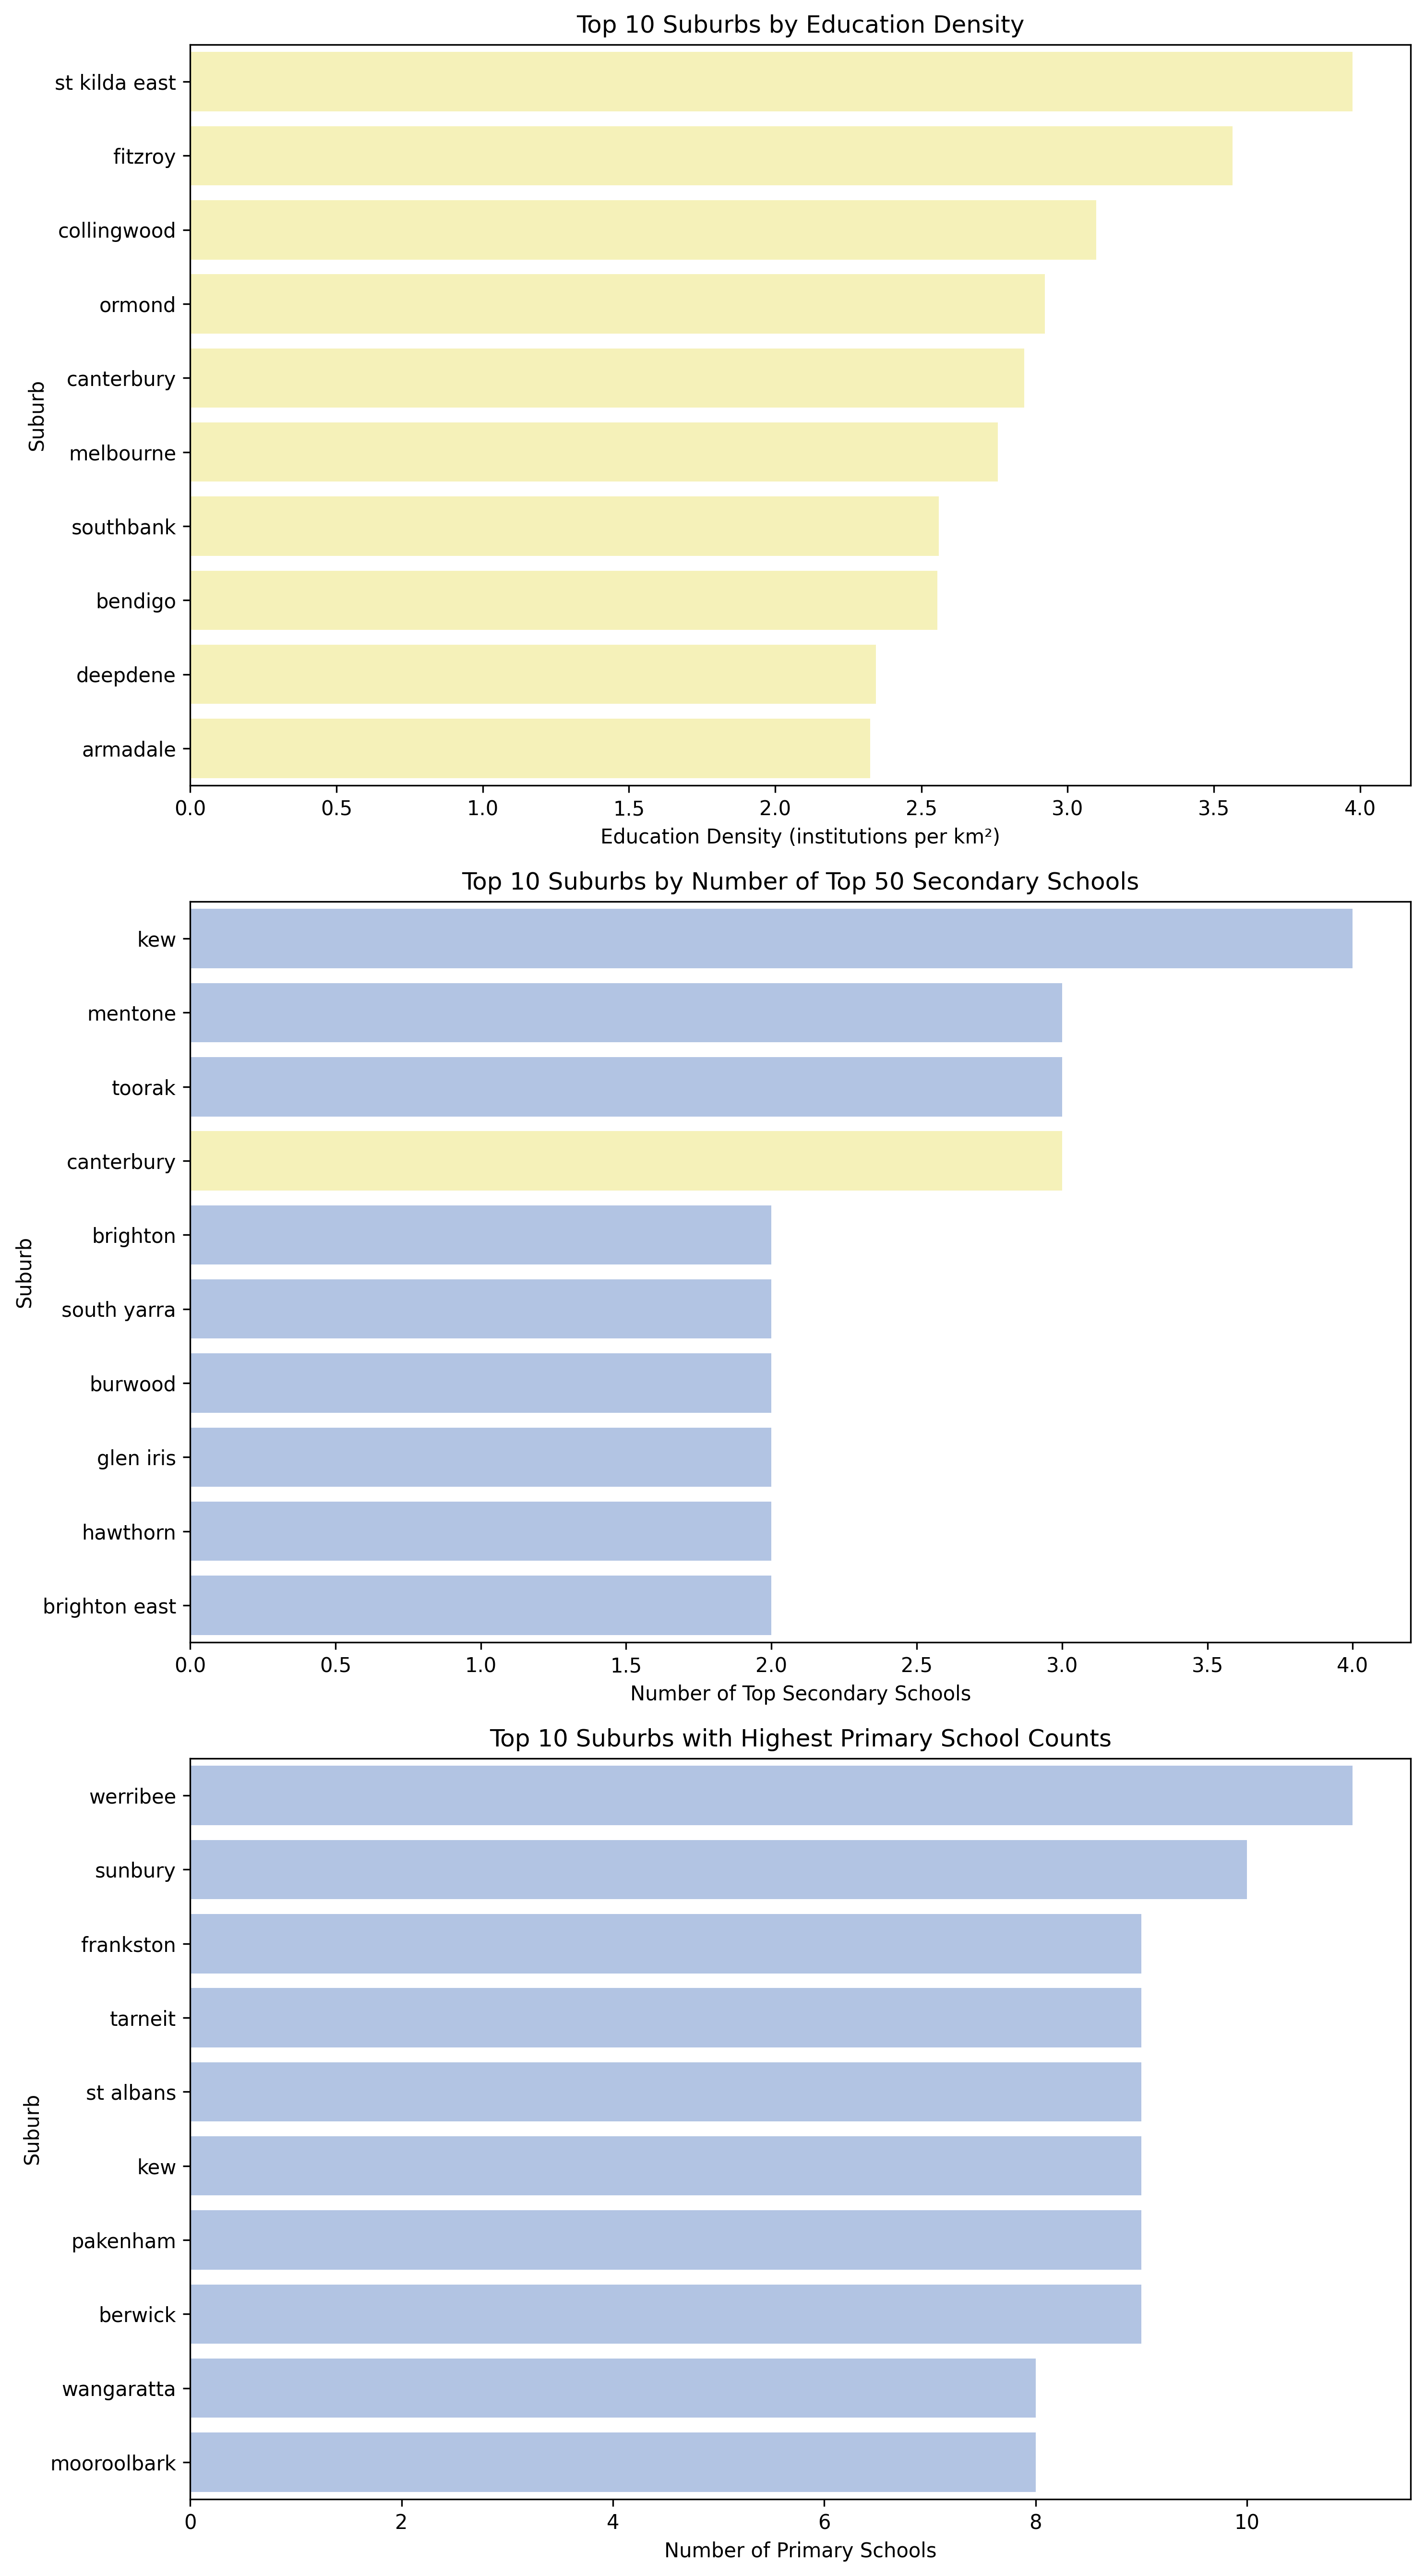 Top 10 Suburbs by Education Density
st kilda east
fitzroy
collingwood
ormond
canterbury
melbourne
southbank
bendigo
deepdene
armadale
Suburb
0.0 0.5 1.0 1.5 2.0 2.5 3.0 3.5 4.0
Education Density (institutions per km²)
Top 10 Suburbs by Number of Top 50 Secondary Schools
kew
mentone
toorak
canterbury
brighton
south yarra
burwood
glen iris
hawthorn
brighton east
Suburb
0.0 0.5 1.0 1.5 2.0 2.5 3.0 3.5 4.0
Number of Top Secondary Schools
Top 10 Suburbs with Highest Primary School Counts
werribee
sunbury
frankston
tarneit
st albans
kew
pakenham
berwick
wangaratta
mooroolbark
Suburb
0 2 4 6 8 10
Number of Primary Schools